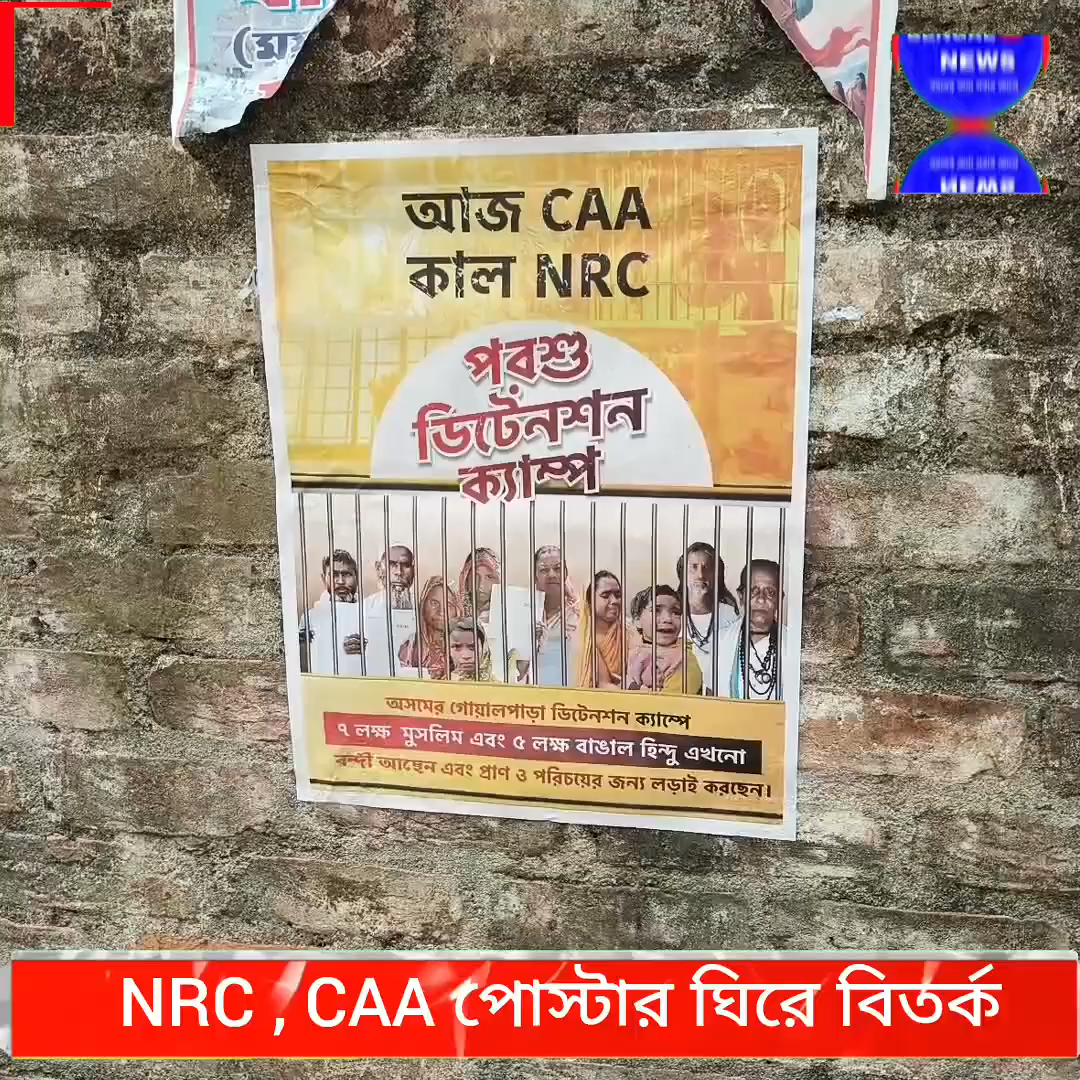 NEWS
আজ CAA
কাল NRC
পরশু
ডিটেনশন
ক্যাম্প
অসমের গোয়ালপাড়া ডিটেনশন ক্যাম্পে
৭ লক্ষ মুসলিম এবং ৫ লক্ষ বাঙাল হিন্দু এখনো
বন্দী আছেন এবং প্রাণ ও পরিচয়ের জন্য লড়াই করছেন।
NRC , CAA পোস্টার ঘিরে বিতর্ক